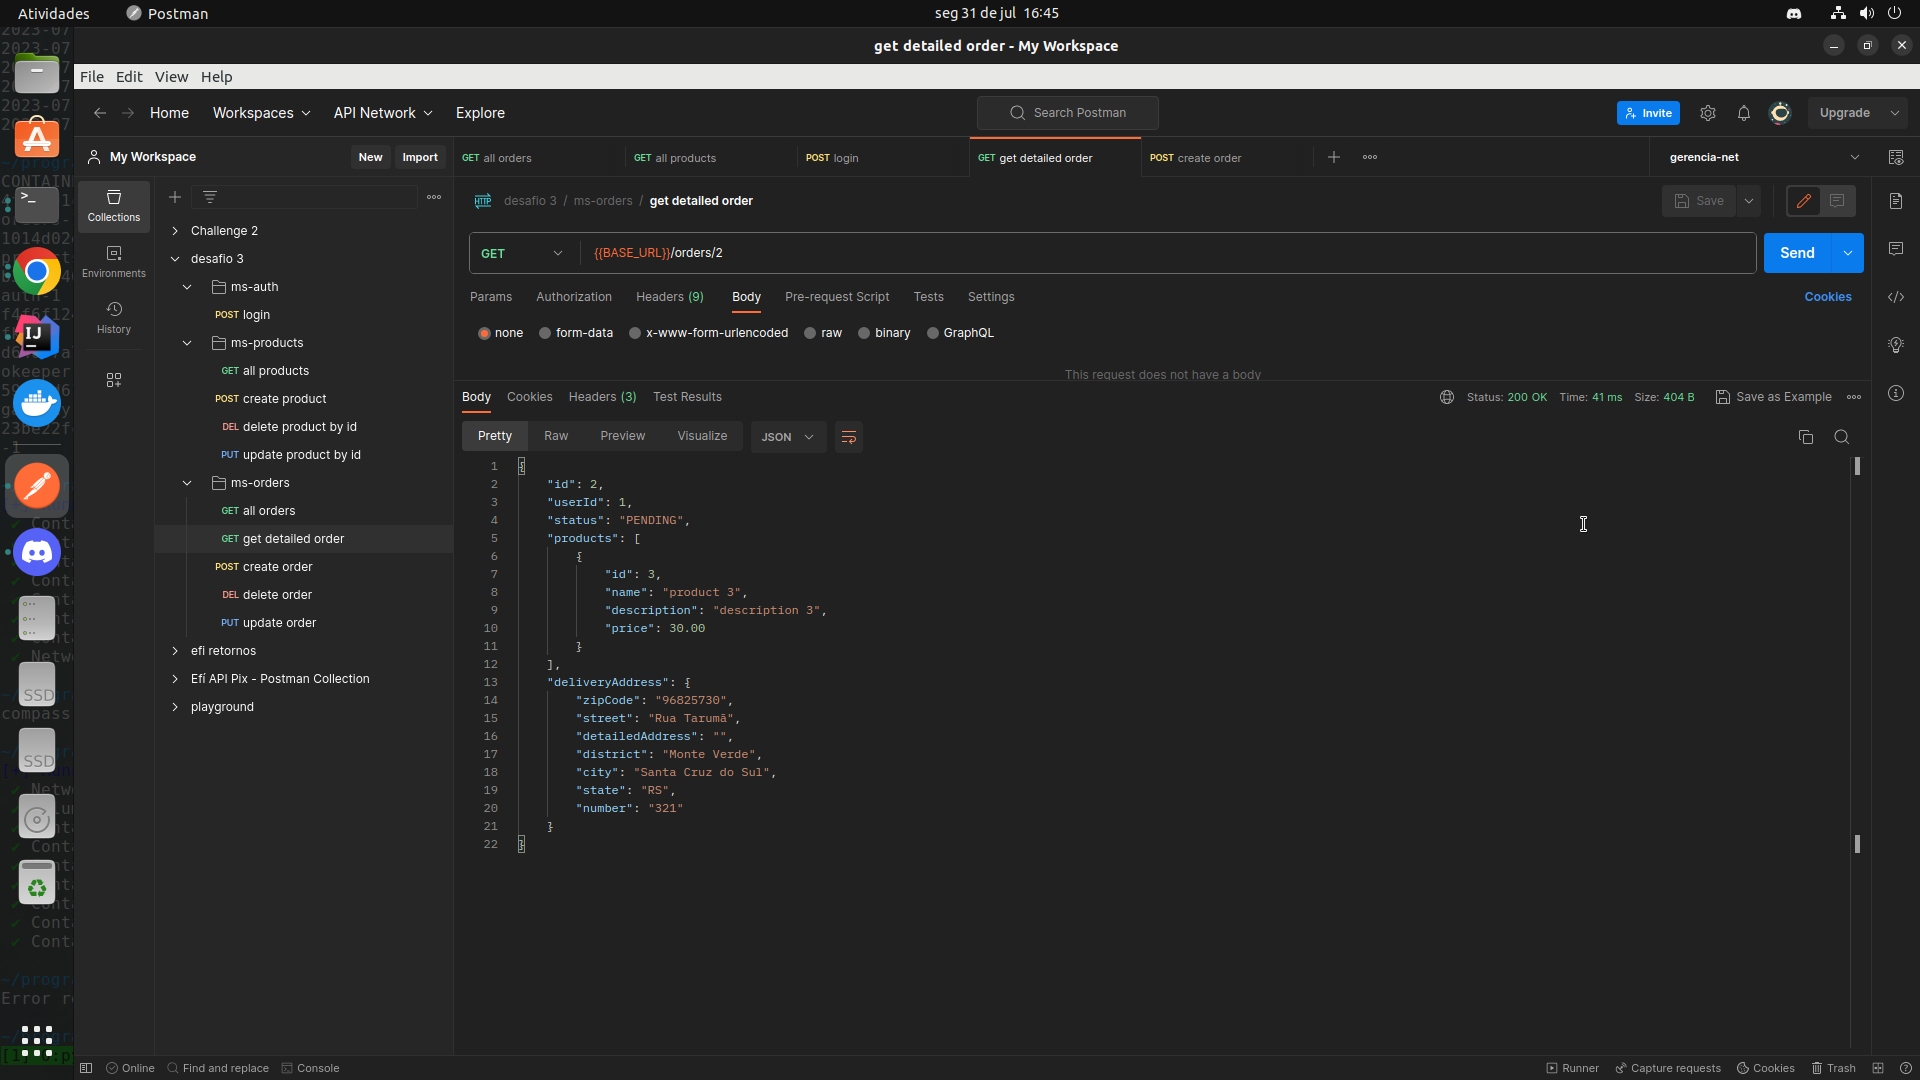 Atividades
Postman
seg 31 de jul 16:45
get detailed order - My Workspace
File Edit View Help
Home Workspaces API Network Explore
Search Postman
Invite
Upgrade
My Workspace
New Import
GET all orders
GET all products
POST login
GET get detailed order
POST create order
gerencia-net
Collections
Environments
History
Challenge 2
desafio 3
ms-auth
POST login
ms-products
GET all products
POST create product
DEL delete product by id
PUT update product by id
ms-orders
GET all orders
GET get detailed order
POST create order
DEL delete order
PUT update order
efi retornos
Efí API Pix - Postman Collection
playground
HTTP desafio 3 / ms-orders / get detailed order
Save
GET {{BASE_URL}}/orders/2
Send
Params Authorization Headers (9) Body Pre-request Script Tests Settings
Cookies
none form-data x-www-form-urlencoded raw binary GraphQL
This request does not have a body
Body Cookies Headers (3) Test Results
Status: 200 OK Time: 41 ms Size: 404 B Save as Example
Pretty Raw Preview Visualize JSON
1 {
2 "id": 2,
3 "userId": 1,
4 "status": "PENDING",
5 "products": [
6 {
7 "id": 3,
8 "name": "product 3",
9 "description": "description 3",
10 "price": 30.00
11 }
12 ],
13 "deliveryAddress": {
14 "zipCode": "96825730",
15 "street": "Rua Tarumã",
16 "detailedAddress": "",
17 "district": "Monte Verde",
18 "city": "Santa Cruz do Sul",
19 "state": "RS",
20 "number": "321"
21 }
22 }
Online Find and replace Console
Runner Capture requests Cookies Trash
SSD
SSD